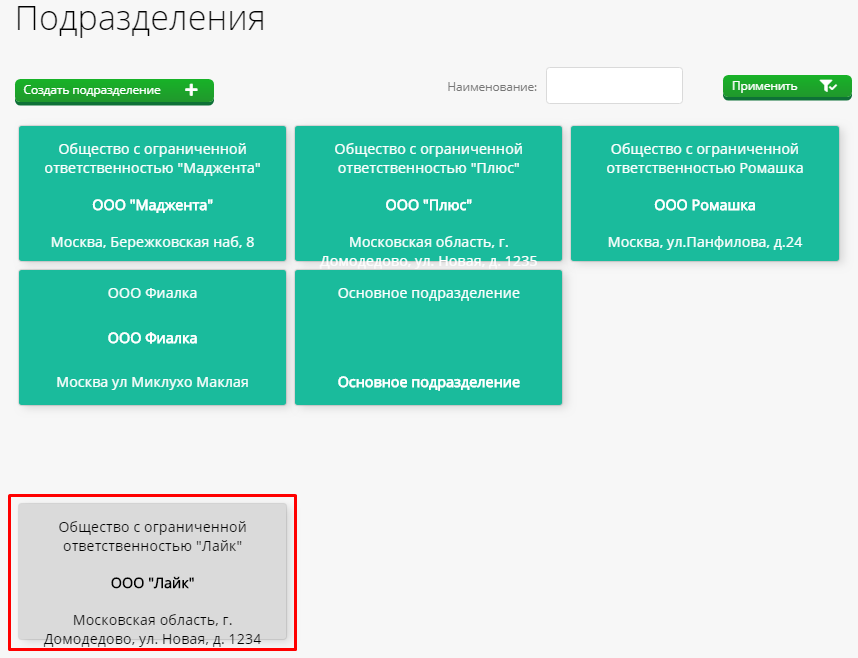 Подразделения
Создать подразделение
Наименование:
Применить
Общество с ограниченной
ответственностью "Маджента"
ООО "Маджента"
Москва, Бережковская наб, 8
Общество с ограниченной
ответственностью "Плюс"
ООО "Плюс"
Московская область, г.
Домодедово, ул. Новая, д. 1235
Общество с ограниченной
ответственностью Ромашка
ООО Ромашка
Москва, ул.Панфилова, д.24
ООО Фиалка
ООО Фиалка
Москва ул Миклухо Маклая
Основное подразделение
Основное подразделение
Общество с ограниченной
ответственностью "Лайк"
ООО "Лайк"
Московская область, г.
Домодедово, ул. Новая, д. 1234